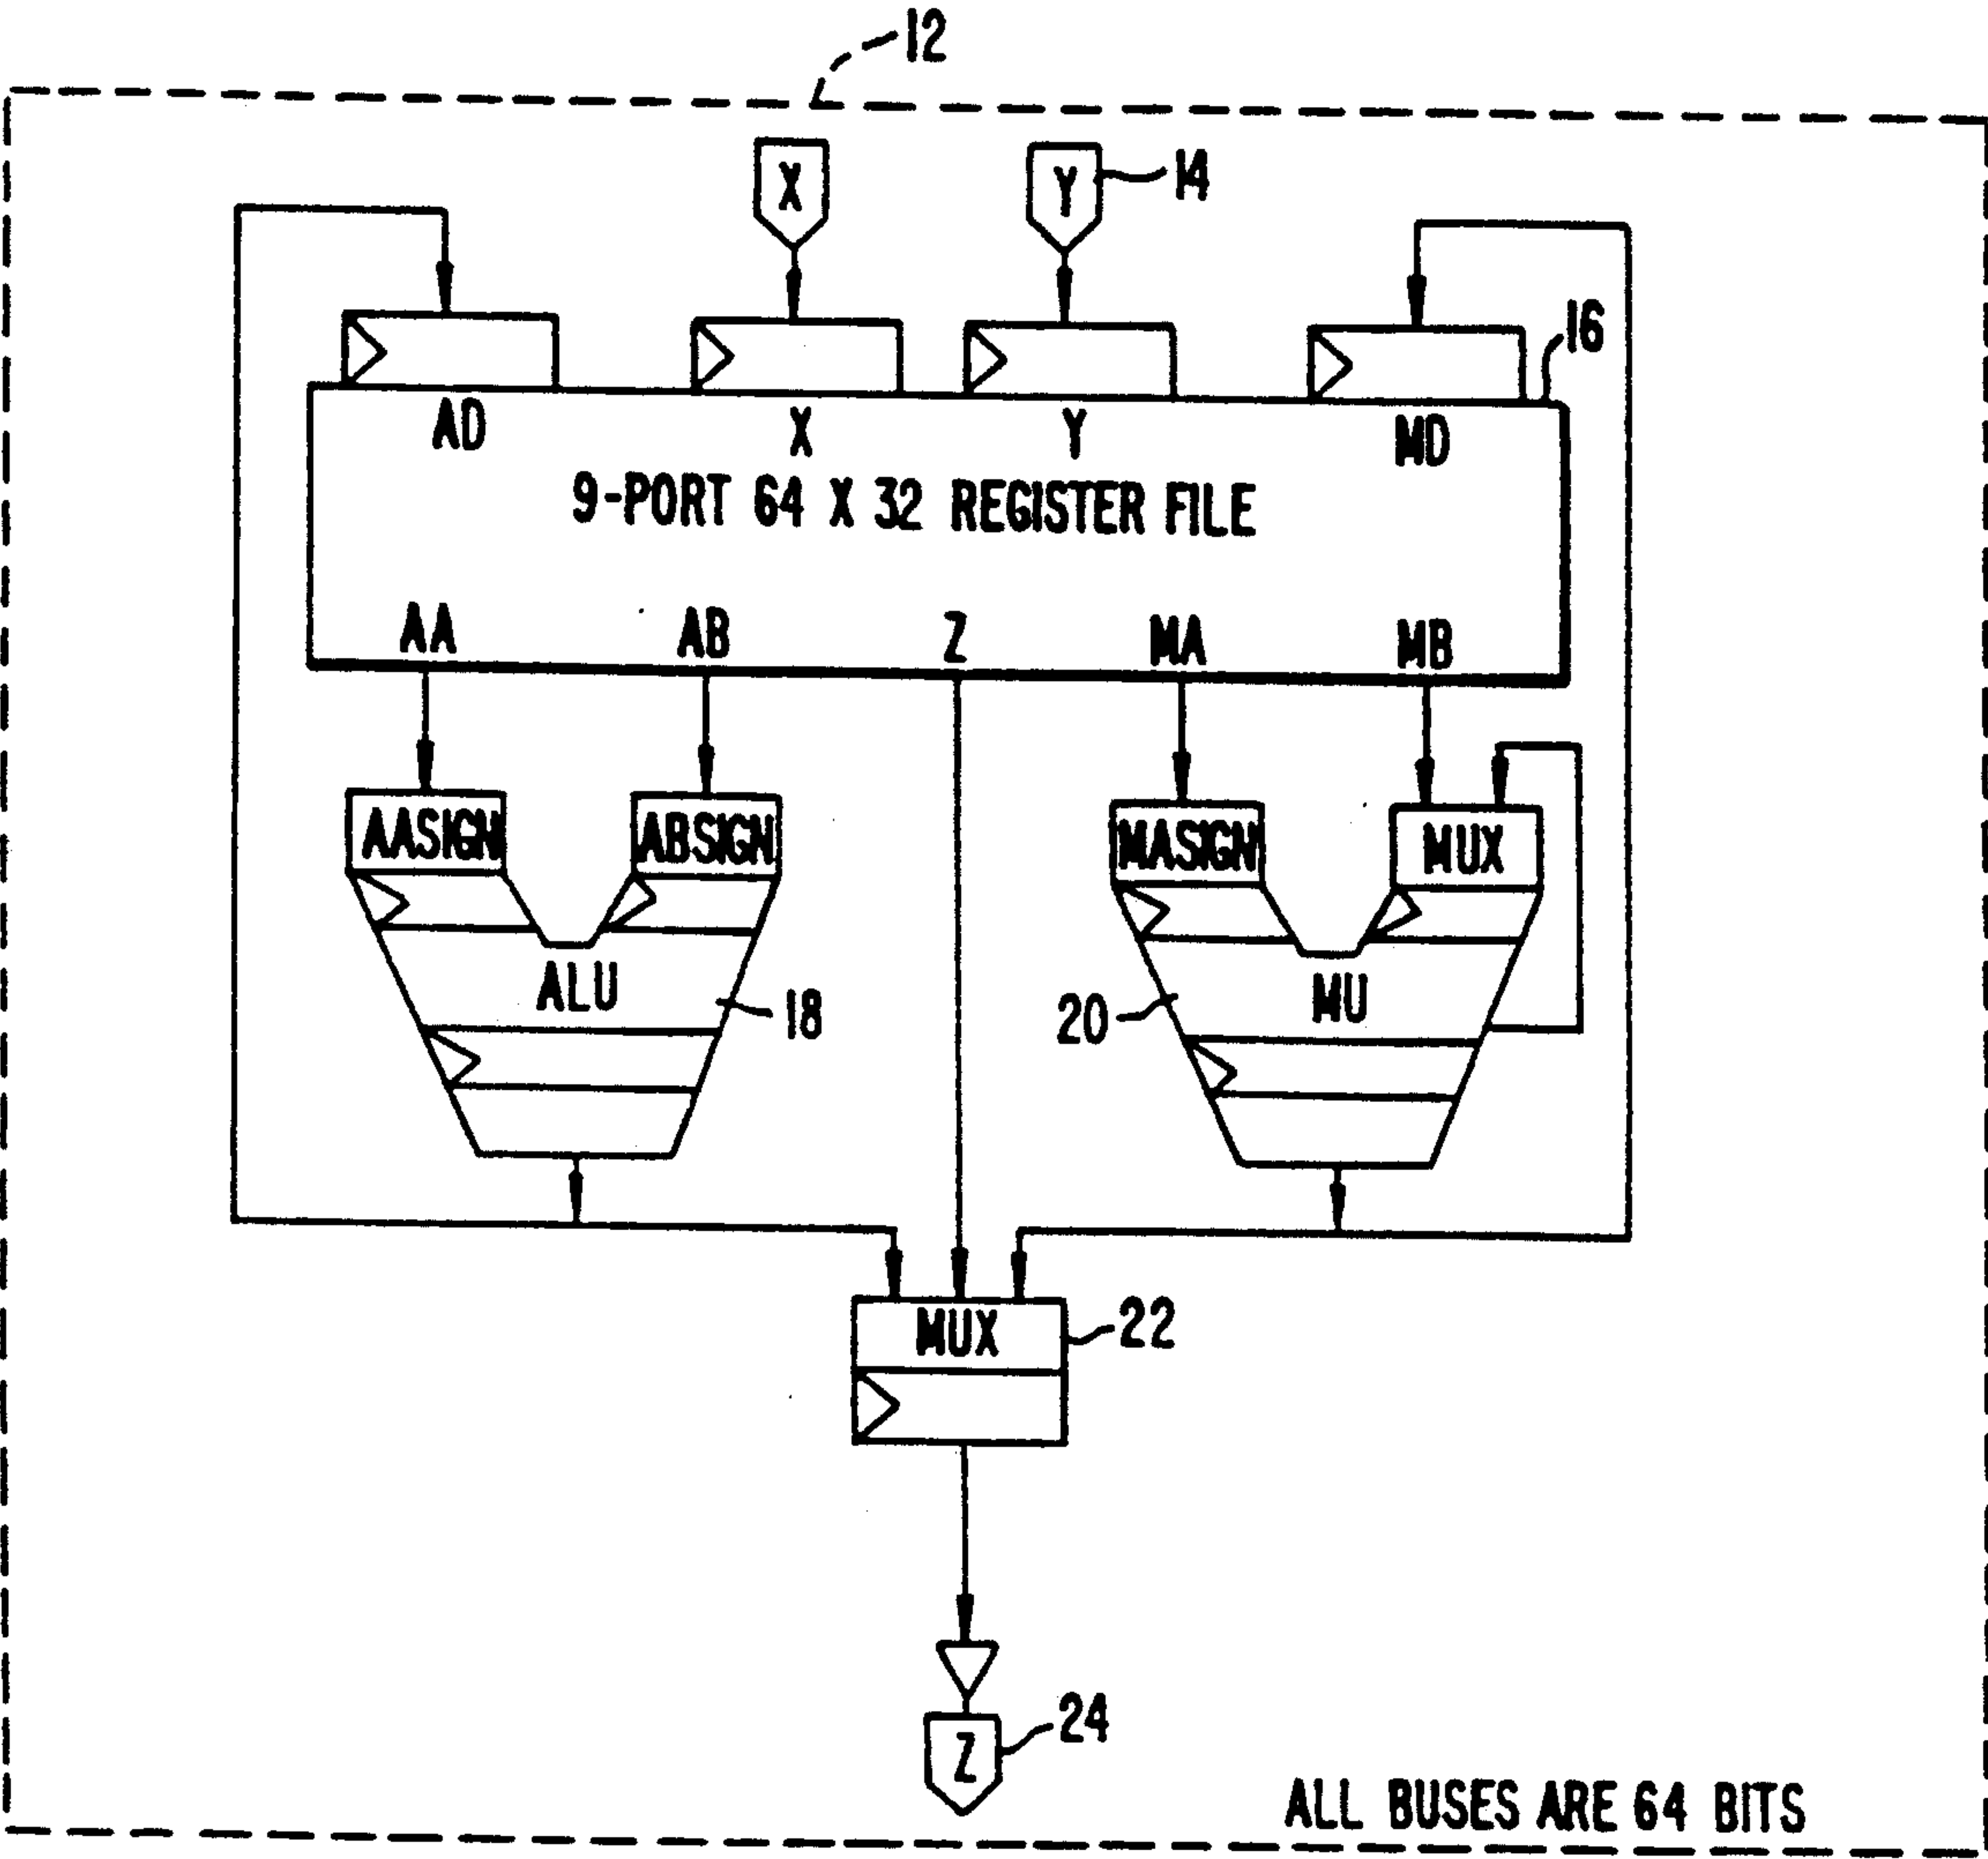 12
X
Y
14
16
AD
X
Y
MD
9-PORT 64 X 32 REGISTER FILE
AA
AB
Z
MA
MB
AASIGN
ABSIGN
MASIGN
MUX
ALU
18
20
MU
MUX
22
Z
24
ALL BUSES ARE 64 BITS